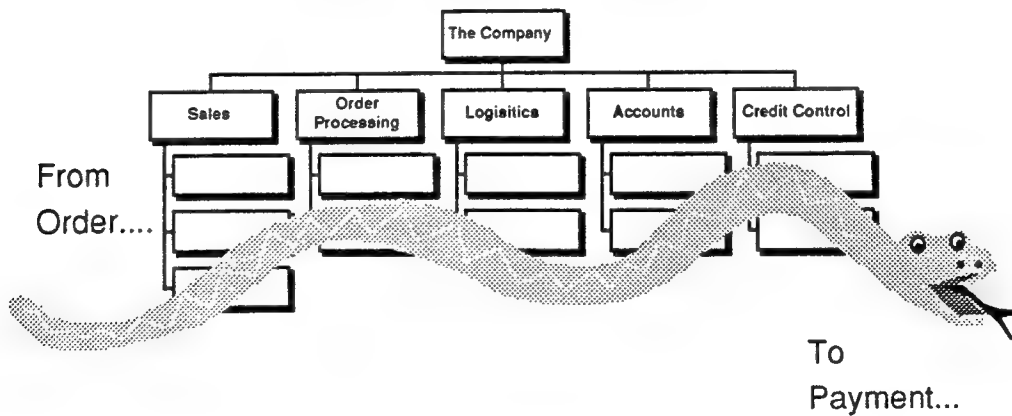 The Company
Sales
Order
Processing
Logisitics
Accounts
Credit Control
From
Order....
To
Payment...